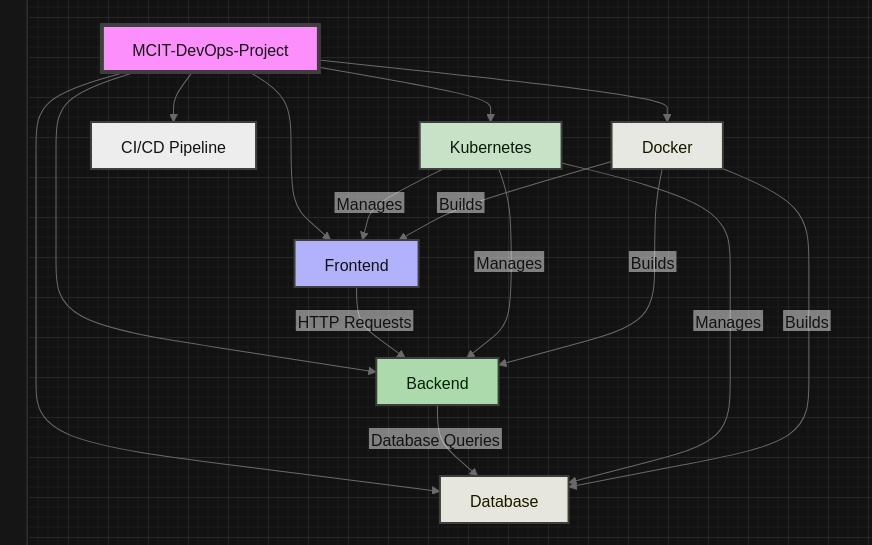 MCIT-DevOps-Project
CI/CD Pipeline
Kubernetes
Docker
Manages
Builds
Frontend
Manages
Builds
HTTP Requests
Manages
Builds
Backend
Database Queries
Database